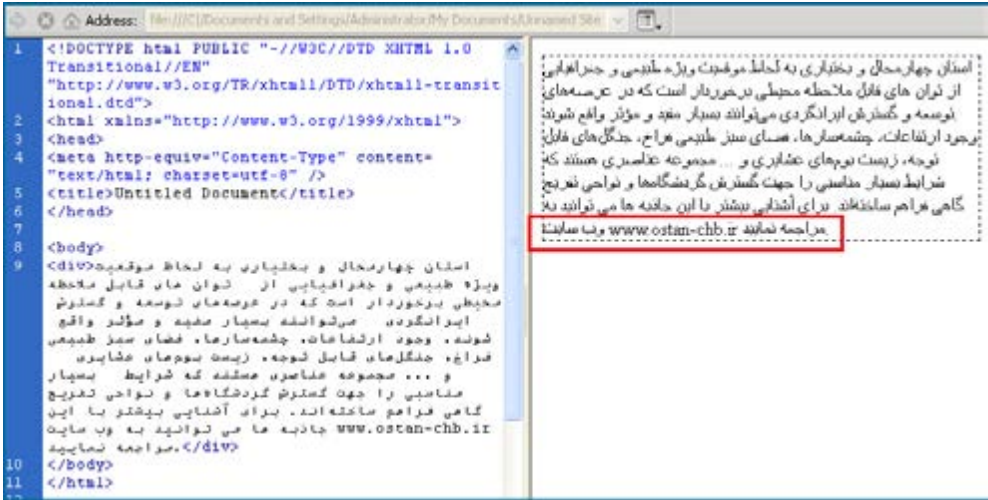 Address: file:///C|/Documents and Settings/Administrator/My Documents/Unnamed Site
1 <!DOCTYPE html PUBLIC "-//W3C//DTD XHTML 1.0
Transitional//EN"
"http://www.w3.org/TR/xhtml1/DTD/xhtml1-transit
ional.dtd">
2 <html xmlns="http://www.w3.org/1999/xhtml">
3 <head>
4 <meta http-equiv="Content-Type" content=
"text/html; charset=utf-8" />
5 <title>Untitled Document</title>
6 </head>
7
8 <body>
9 <div>استان چهارمحال و بختیاری به لحاظ موقعیت
ویژه طبیعی و جغرافیایی از توان های قابل ملاحظه
محیطی برخوردار است که در عرصه‌های توسعه و گسترش
ایرانگردی می‌توانند بسیار مفید و مؤثر واقع
شوند. وجود ارتفاعات، چشمه‌سارها، فضای سبز طبیعی
فراخ، جنگل‌های قابل توجه، زیست بوم‌های عشایری
و ... مجموعه عناصری هستند که شرایط بسیار
مناسبی را جهت گسترش گردشگاه‌ها و نواحی تفریح
گاهی فراهم ساخته‌اند. برای آشنایی بیشتر با این
جاذبه ها می توانید به وب سایت www.ostan-chb.ir
مراجعه نمایید.</div>
10 </body>
11 </html>
استان چهارمحال و بختیاری به لحاظ موقعیت ویژه طبیعی و جغرافیایی
از توان های قابل ملاحظه محیطی برخوردار است که در عرصه‌های
توسعه و گسترش ایرانگردی می‌توانند بسیار مفید و مؤثر واقع شوند.
وجود ارتفاعات، چشمه‌سارها، فضای سبز طبیعی فراخ، جنگل‌های قابل
توجه، زیست بوم‌های عشایری و ... مجموعه عناصری هستند که
شرایط بسیار مناسبی را جهت گسترش گردشگاه‌ها و نواحی تفریح
گاهی فراهم ساخته‌اند. برای آشنایی بیشتر با این جاذبه ها می توانید به
وب سایت www.ostan-chb.ir مراجعه نمایید.